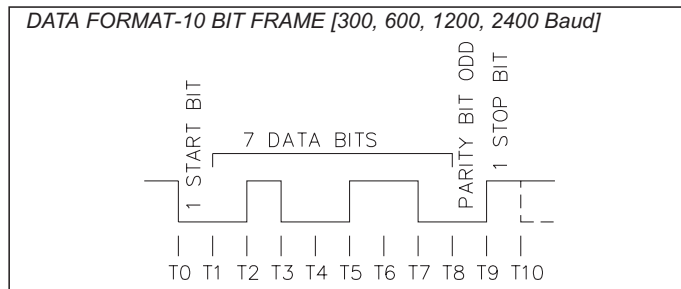 DATA FORMAT-10 BIT FRAME [300, 600, 1200, 2400 Baud]
1 START BIT
7 DATA BITS
PARITY BIT ODD
1 STOP BIT
T0 T1 T2 T3 T4 T5 T6 T7 T8 T9 T10